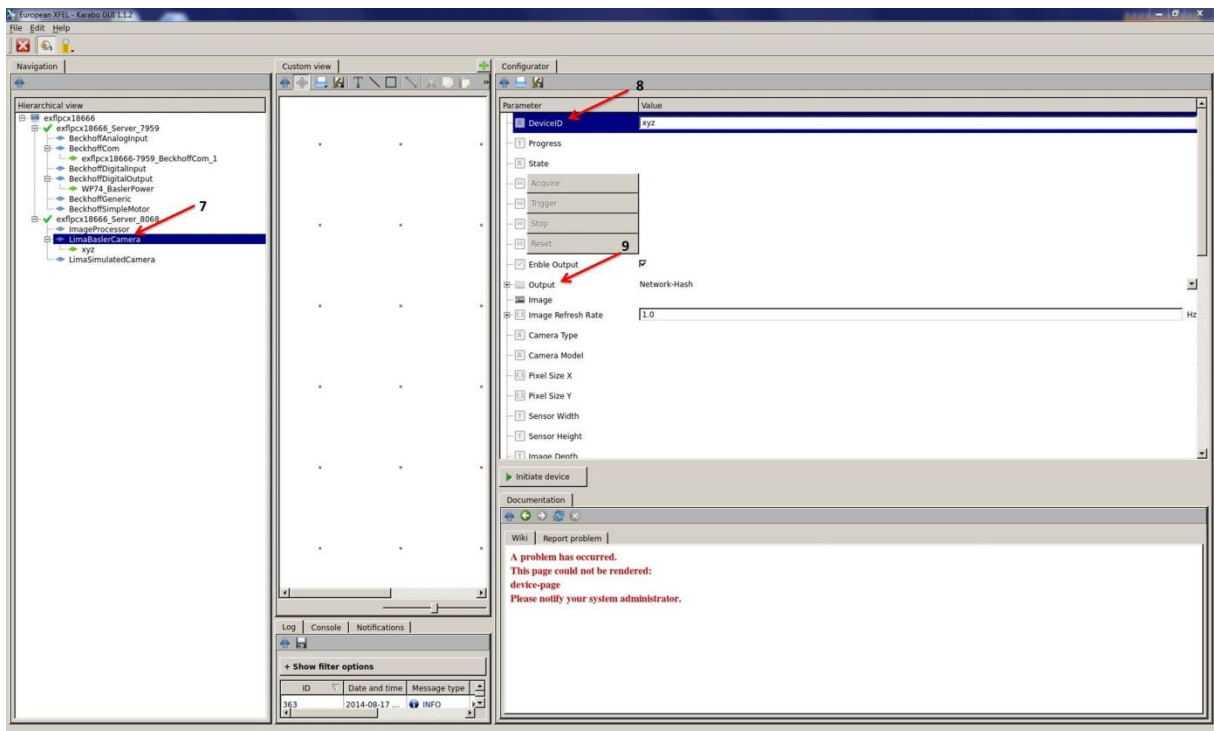 European XFEL - Karabo GUI 1.1.2
File Edit Help
Navigation
Hierarchical view
exflpcx18666
exflpcx18666_Server_7959
BeckhoffAnalogInput
BeckhoffCom
exflpcx18666-7959_BeckhoffCom_1
BeckhoffDigitalInput
BeckhoffDigitalOutput
WP74_BaslerPower
BeckhoffGeneric
BeckhoffSimpleMotor
exflpcx18666_Server_8068
ImageProcessor
LimaBaslerCamera
xyz
LimaSimulatedCamera
7
Custom view
Log Console Notifications
+ Show filter options
ID Date and time Message type
363 2014-08-17 ... INFO
Configurator
8
Parameter Value
DeviceID xyz
Progress
State
Acquire
Trigger
Stop
Reset
9
Enble Output
Output Network-Hash
Image
Image Refresh Rate 1.0 Hz
Camera Type
Camera Model
Pixel Size X
Pixel Size Y
Sensor Width
Sensor Height
Image Depth
Initiate device
Documentation
Wiki Report problem
A problem has occurred.
This page could not be rendered:
device-page
Please notify your system administrator.